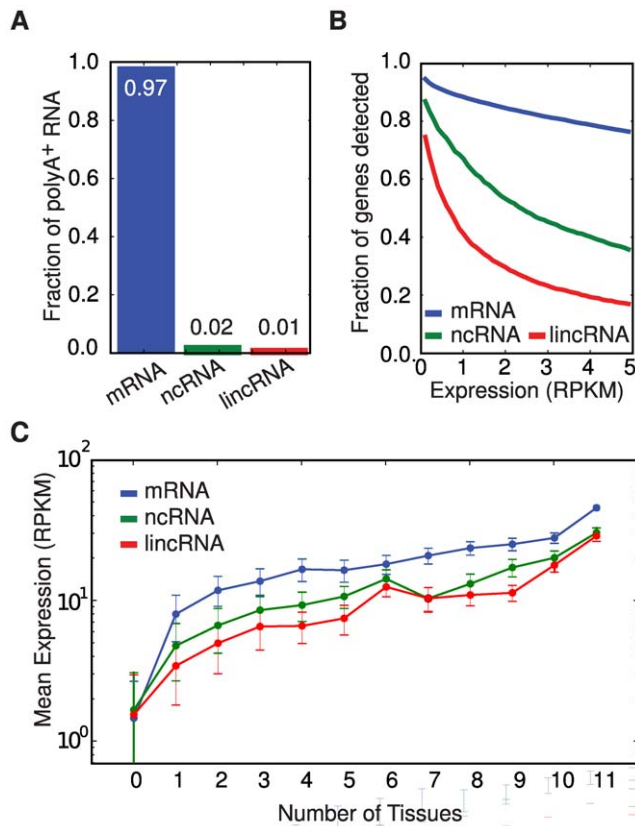 A
Fraction of polyA+ RNA
1.0
0.8
0.6
0.4
0.2
0.0
0.97
0.02
0.01
mRNA
ncRNA
lincRNA
B
Fraction of genes detected
1.0
0.8
0.6
0.4
0.2
0.0
mRNA
ncRNA lincRNA
0 1 2 3 4 5
Expression (RPKM)
C
Mean Expression (RPKM)
10²
10¹
10⁰
mRNA
ncRNA
lincRNA
0 1 2 3 4 5 6 7 8 9 10 11
Number of Tissues